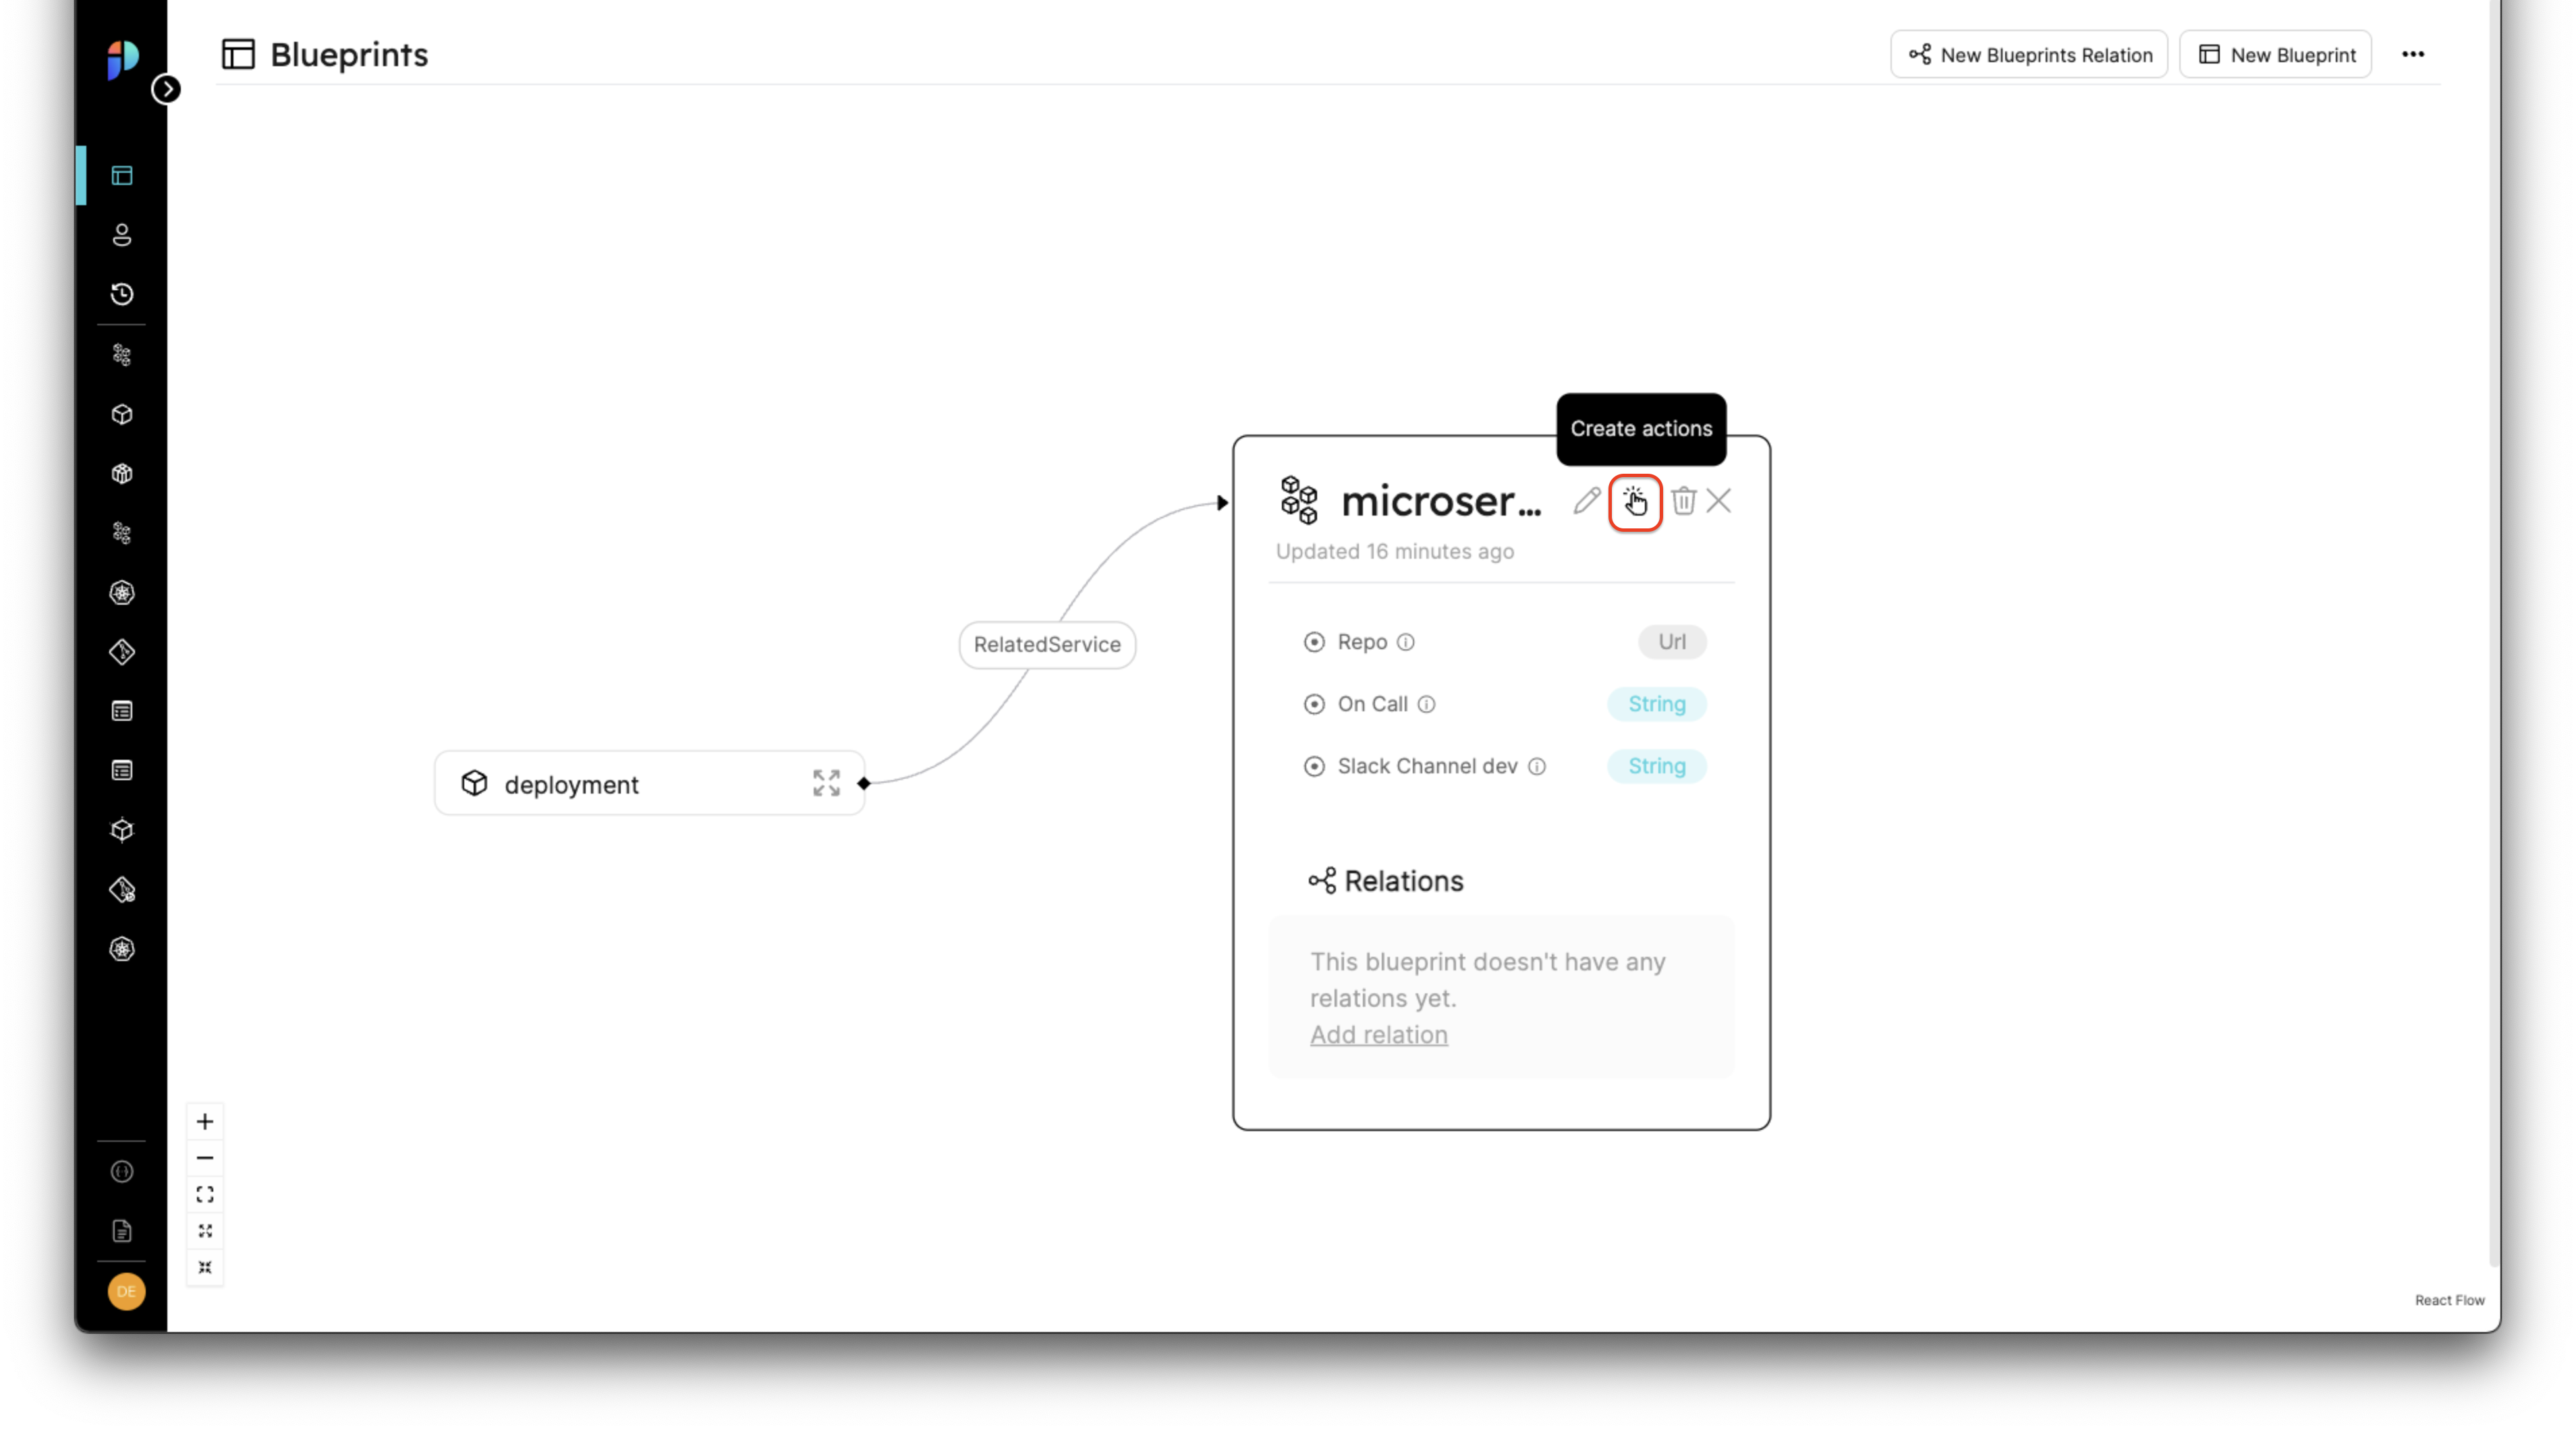 Blueprints
New Blueprints Relation
New Blueprint
Create actions
microser...
Updated 16 minutes ago
Repo
Url
On Call
String
Slack Channel dev
String
RelatedService
deployment
Relations
This blueprint doesn't have any
relations yet.
Add relation
DE
React Flow